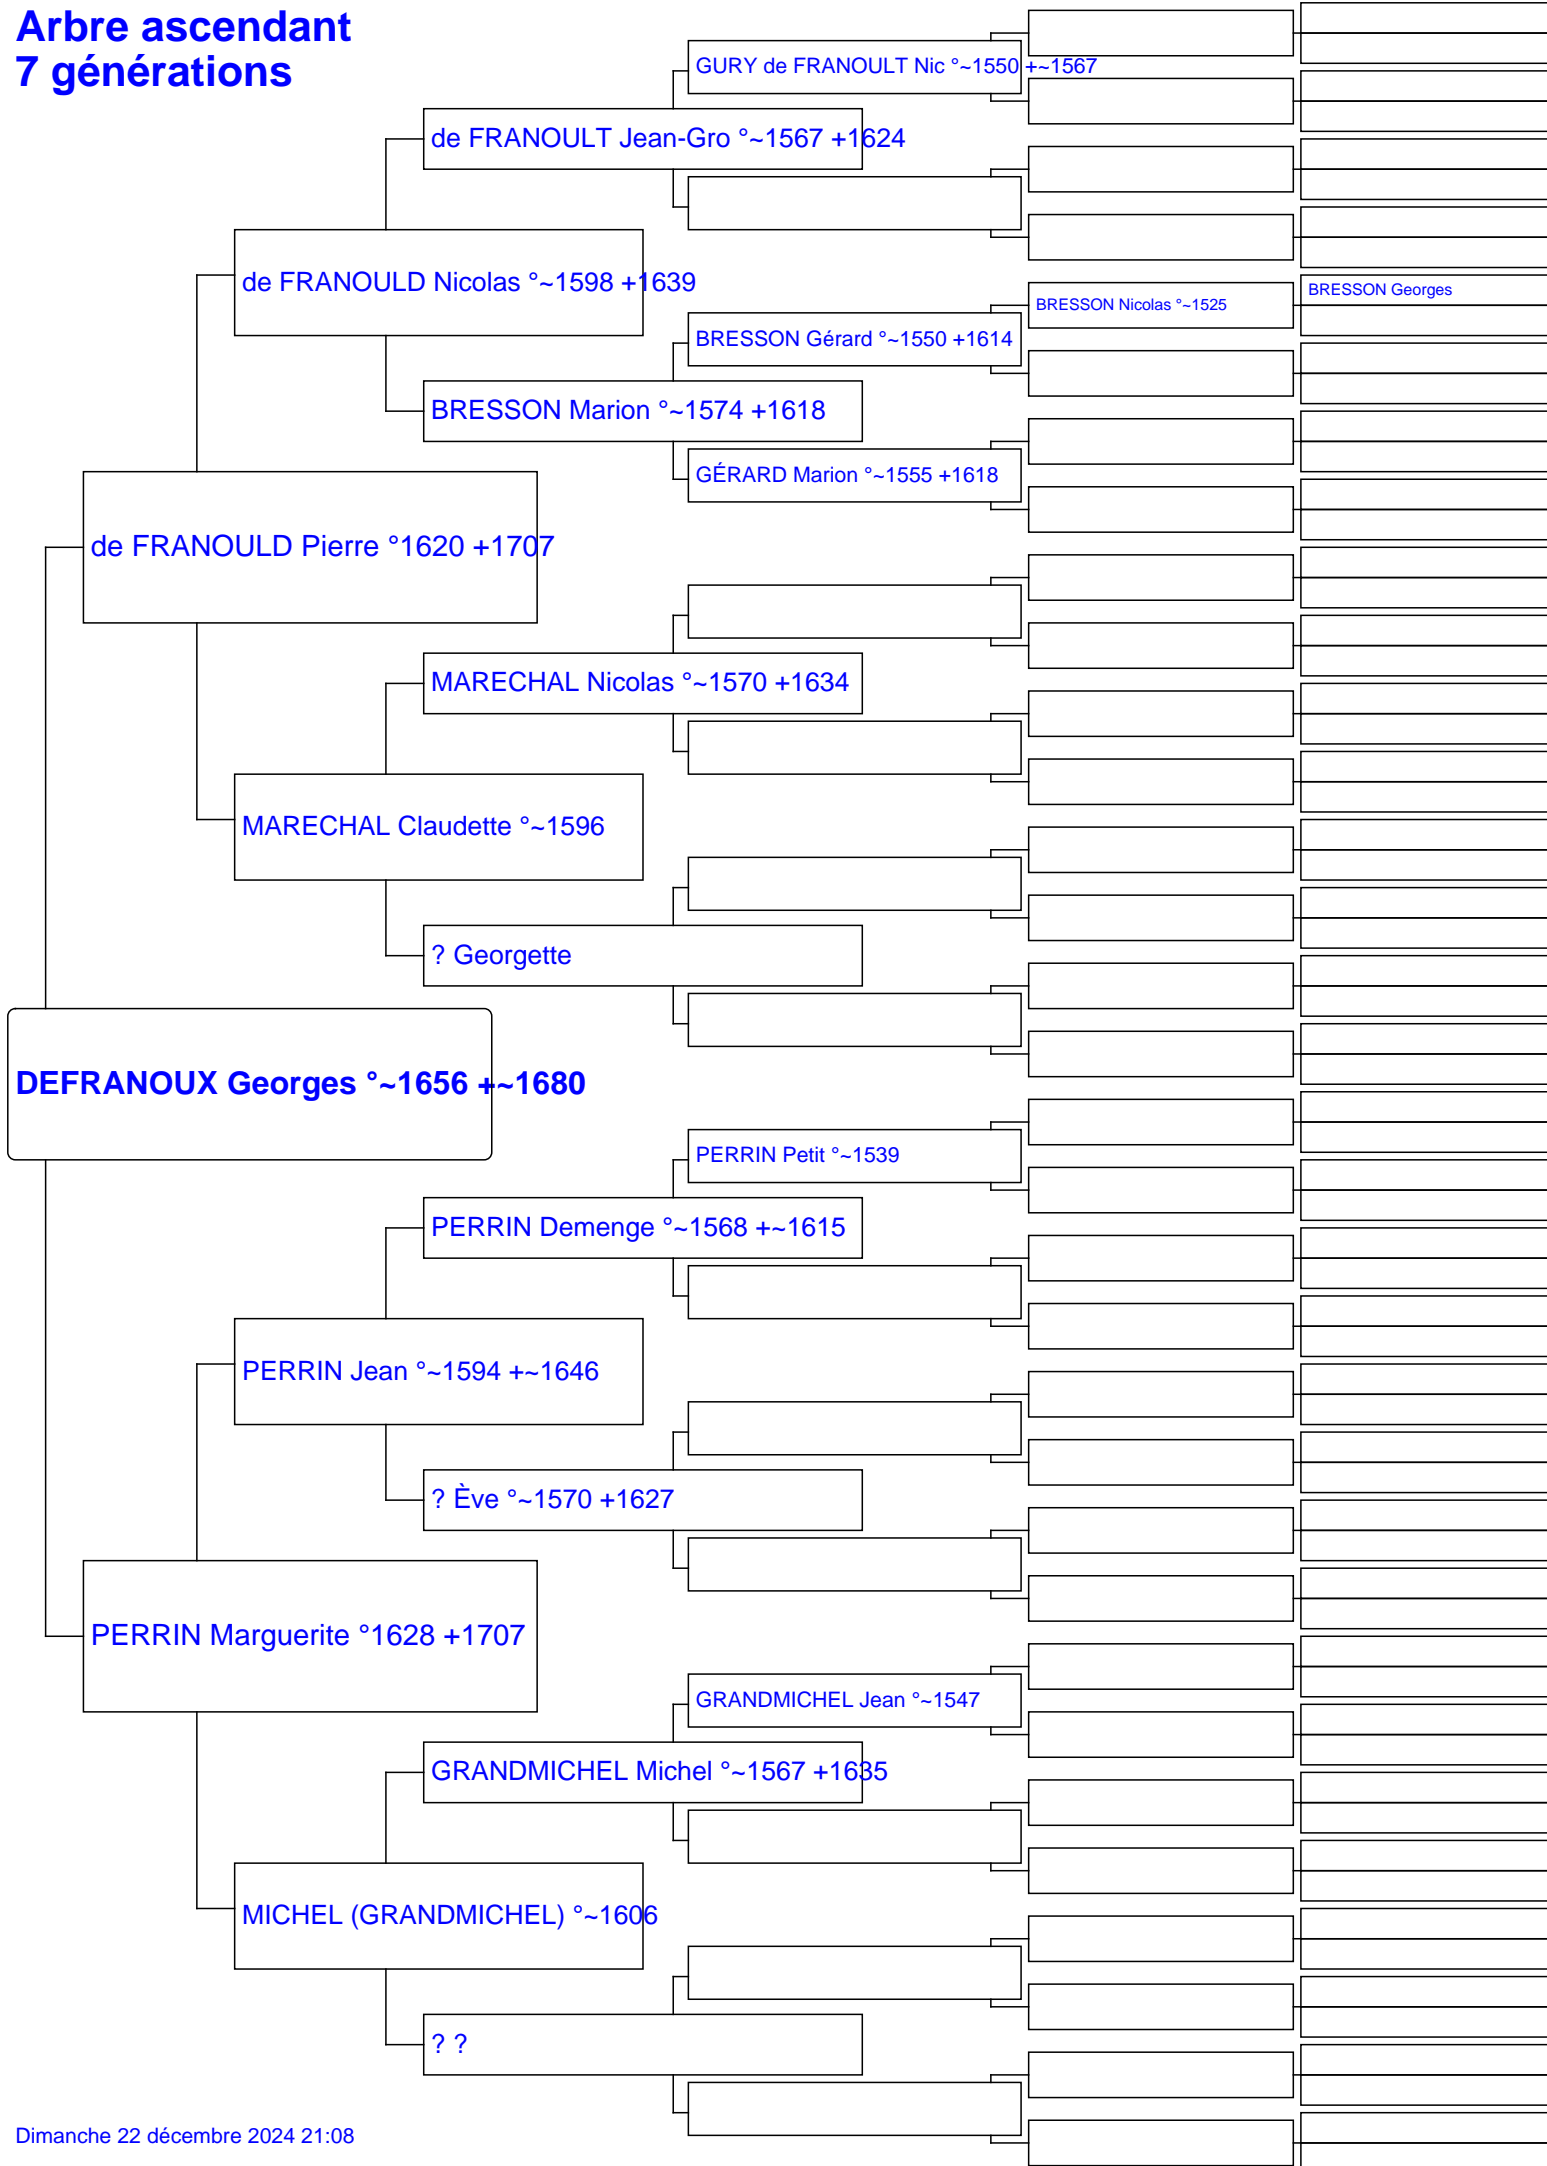 Arbre ascendant
7 générations
GURY de FRANOULT Nic °~1550 +~1567
de FRANOULT Jean-Gro °~1567 +1624
de FRANOULD Nicolas °~1598 +1639
BRESSON Georges
BRESSON Nicolas °~1525
BRESSON Gérard °~1550 +1614
BRESSON Marion °~1574 +1618
GÉRARD Marion °~1555 +1618
de FRANOULD Pierre °1620 +1707
MARECHAL Nicolas °~1570 +1634
MARECHAL Claudette °~1596
? Georgette
DEFRANOUX Georges °~1656 +~1680
PERRIN Petit °~1539
PERRIN Demenge °~1568 +~1615
PERRIN Jean °~1594 +~1646
? Ève °~1570 +1627
PERRIN Marguerite °1628 +1707
GRANDMICHEL Jean °~1547
GRANDMICHEL Michel °~1567 +1635
MICHEL (GRANDMICHEL) °~1606
? ?
Dimanche 22 décembre 2024 21:08